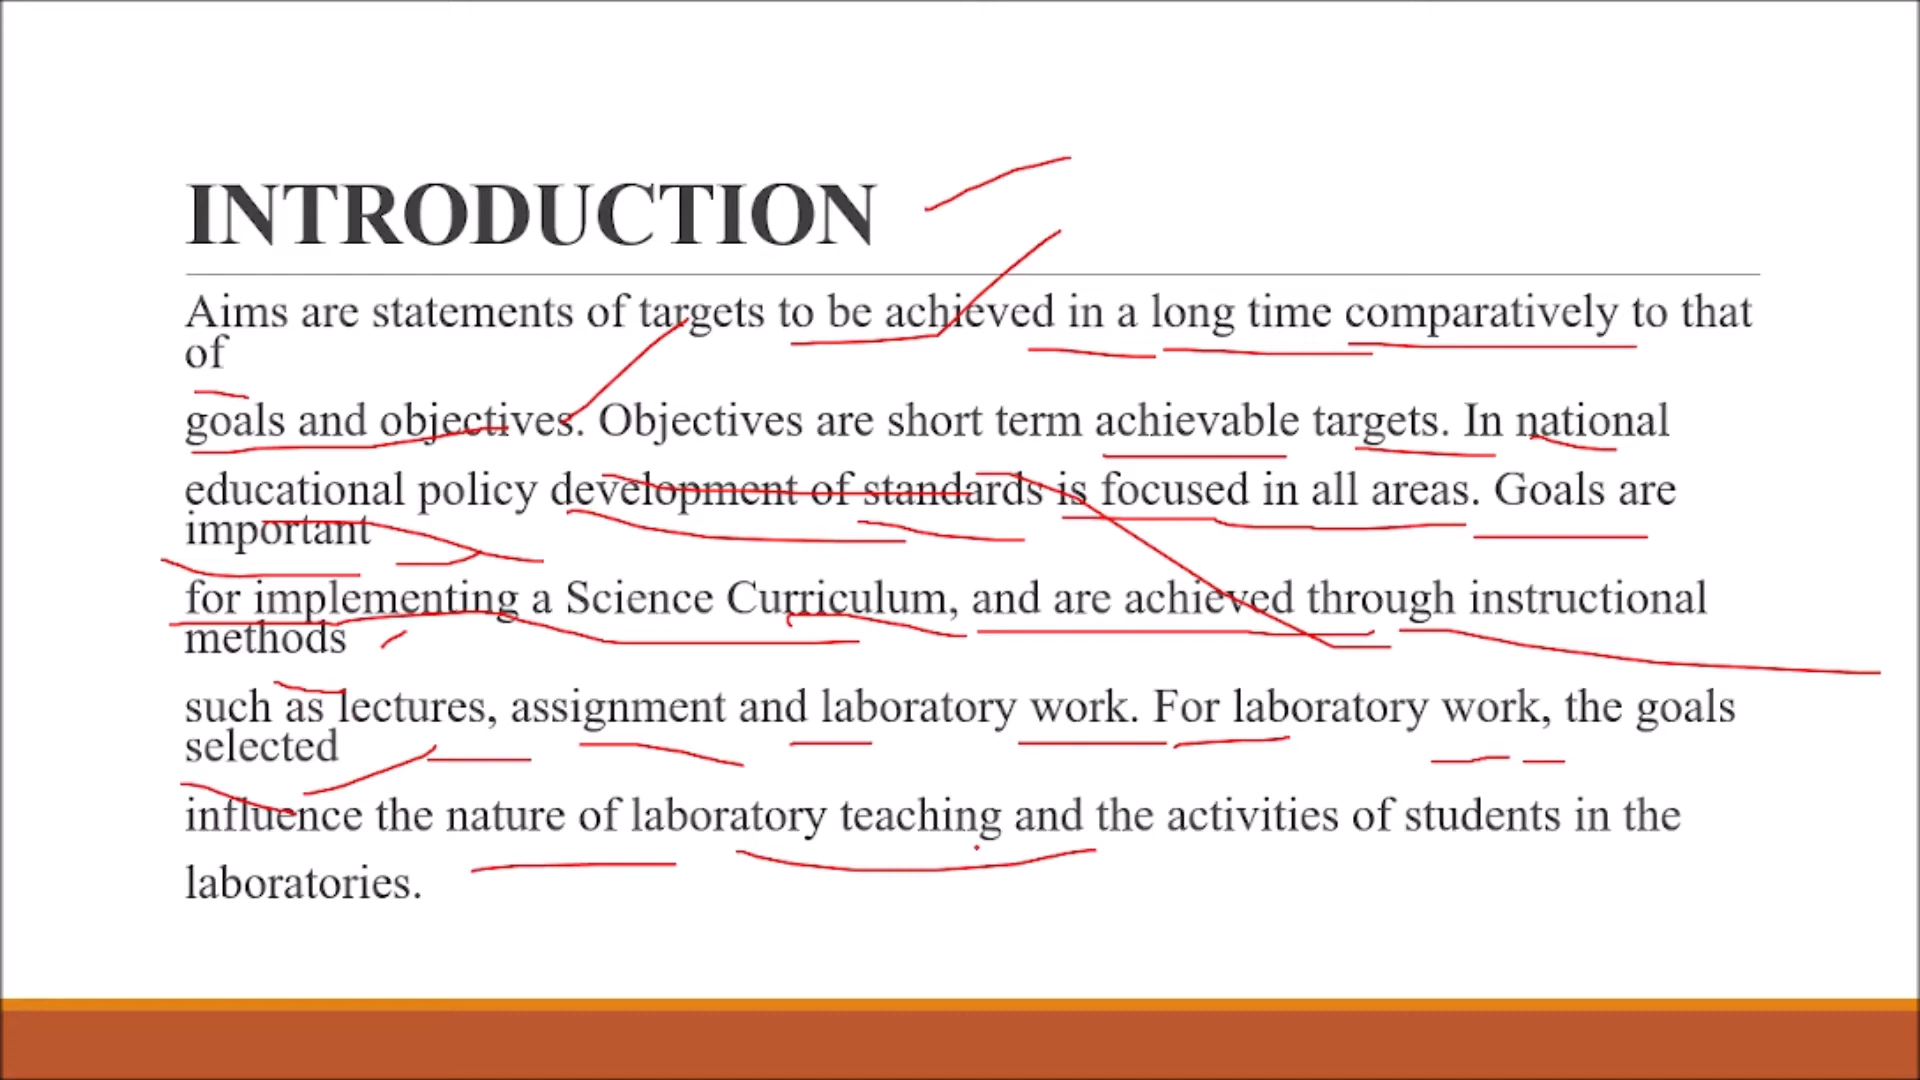 INTRODUCTION
Aims are statements of targets to be achieved in a long time comparatively to that
of
goals and objectives. Objectives are short term achievable targets. In national
educational policy development of standards is focused in all areas. Goals are
important
for implementing a Science Curriculum, and are achieved through instructional
methods
such as lectures, assignment and laboratory work. For laboratory work, the goals
selected
influence the nature of laboratory teaching and the activities of students in the
laboratories.